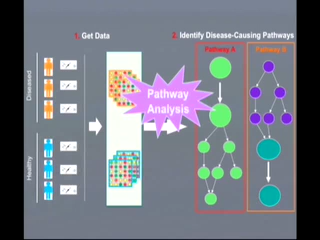 1. Get Data
2. Identify Disease-Causing Pathways
Pathway A
Pathway B
Diseased
Pathway
Analysis
Healthy